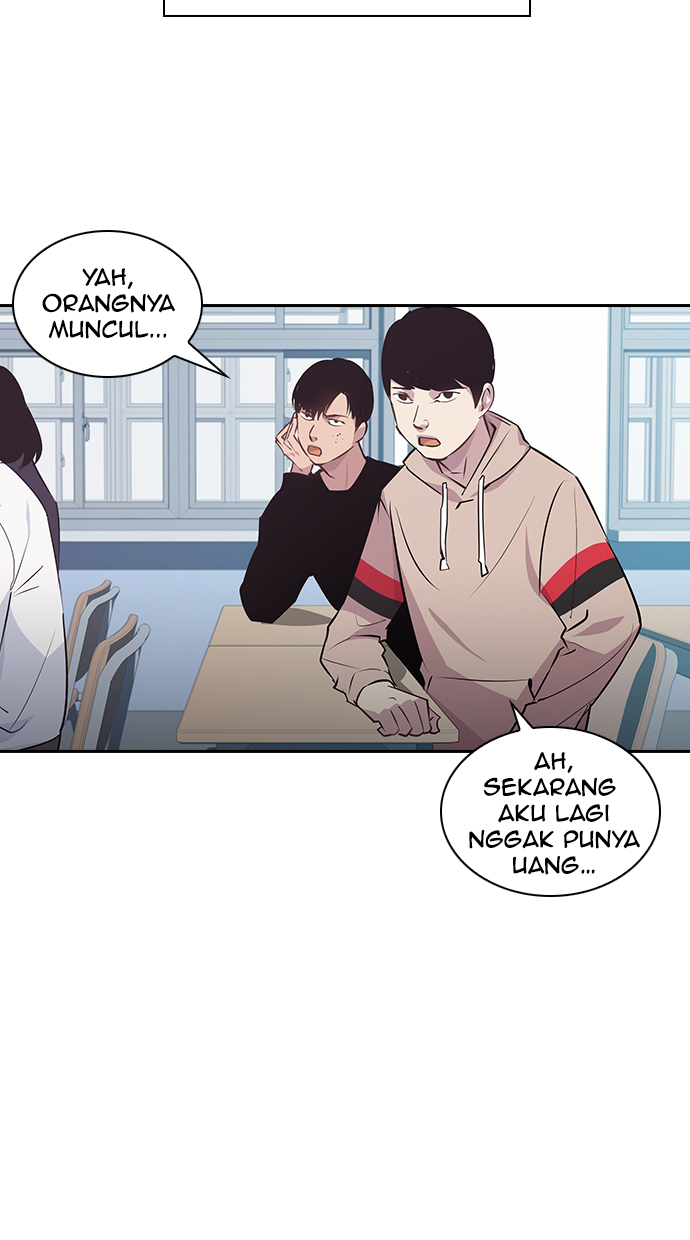 YAH,
ORANGNYA
MUNCUL...
AH,
SEKARANG
AKU LAGI
NGGAK PUNYA
UANG...